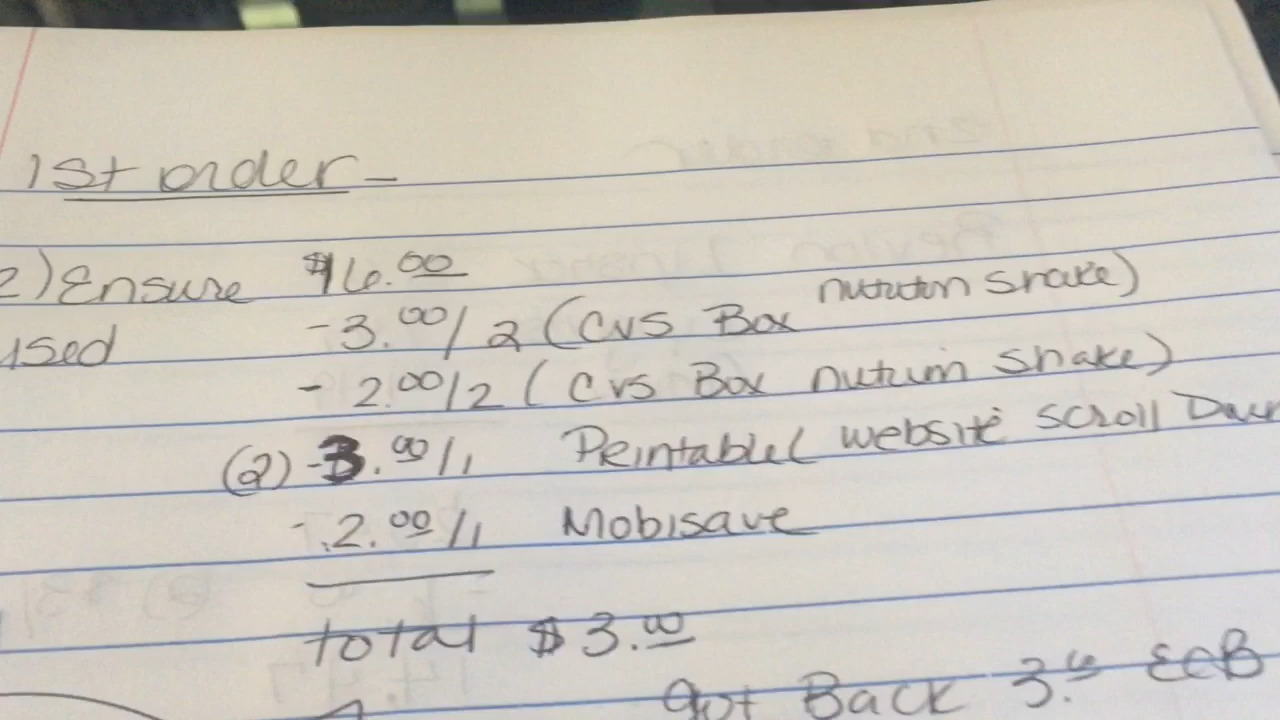 1st order -
2) Ensure $16.00
nutrition shake)
used -3.00/2 (CVS Box
- 2.00/2 (CVS Box nutrition shake)
(2) -3.00/1 Printable( website scroll
- 2.00/1 Mobisave
total $3.00
got Back 3.00 ECB